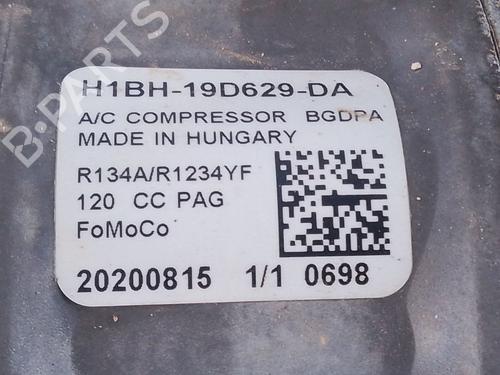 B-PARTS
H1BH-19D629-DA
A/C COMPRESSOR BGDPA
MADE IN HUNGARY
R134A/R1234YF
120 CC PAG
FoMoCo
20200815 1/1 0698